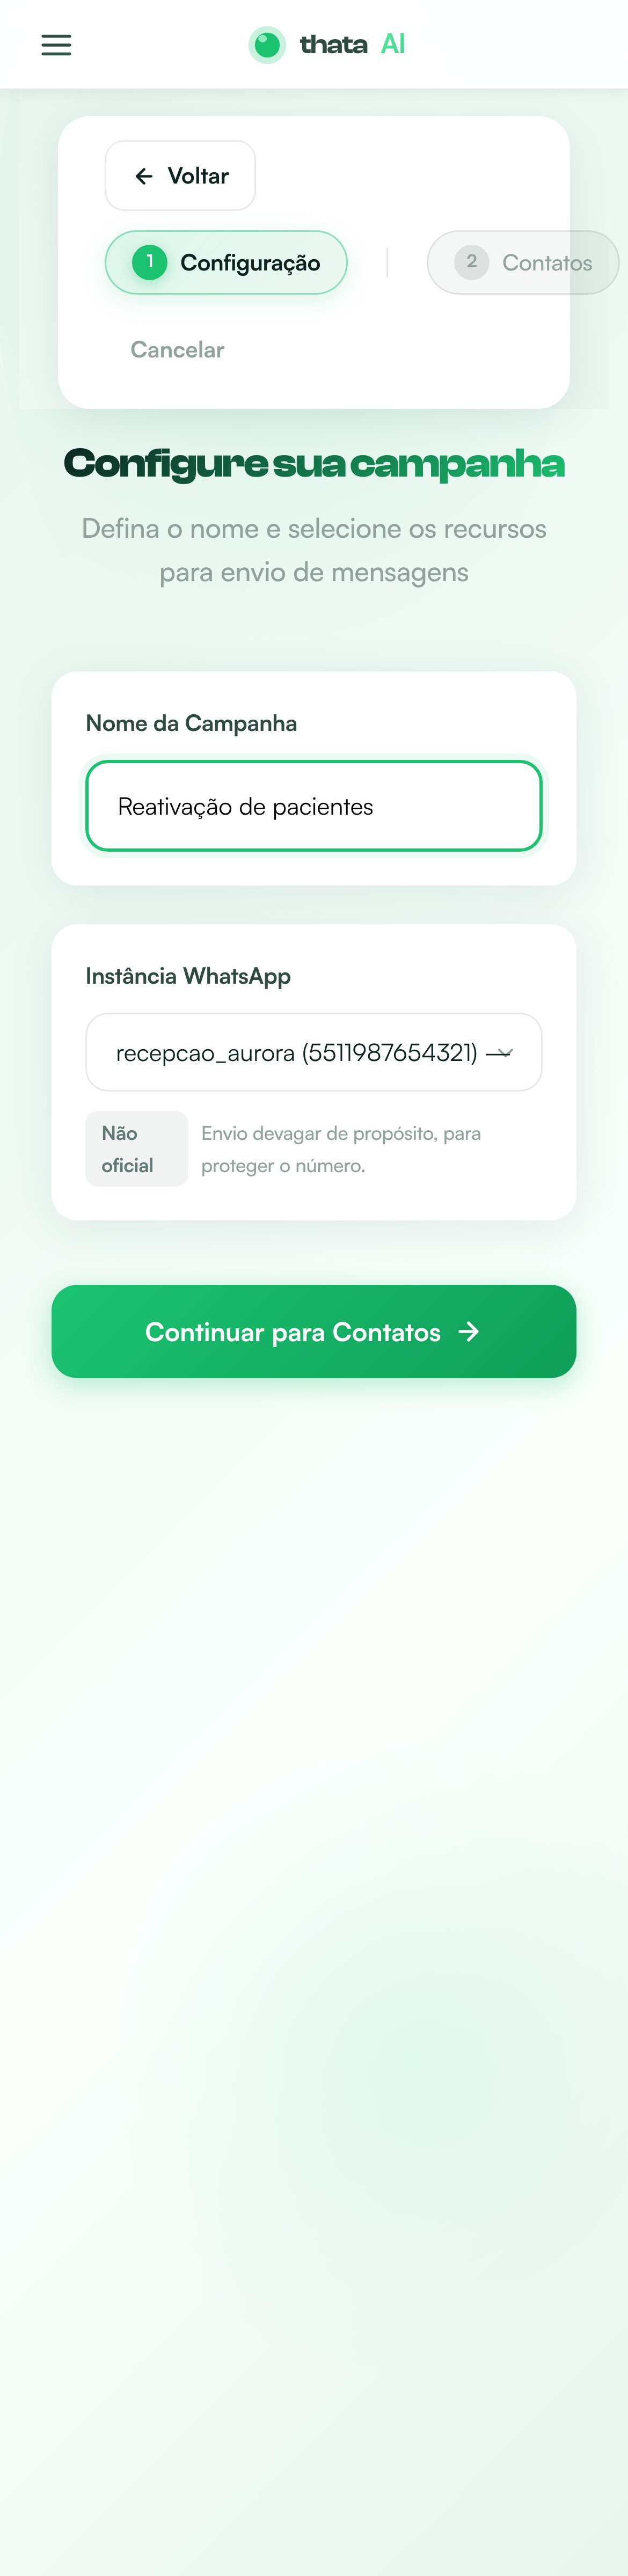 thata AI
Voltar
1 Configuração
2 Contatos
Cancelar
Configure sua campanha
Defina o nome e selecione os recursos
para envio de mensagens
Nome da Campanha
Reativação de pacientes
Instância WhatsApp
recepcao_aurora (5511987654321) —
Não
oficial
Envio devagar de propósito, para
proteger o número.
Continuar para Contatos